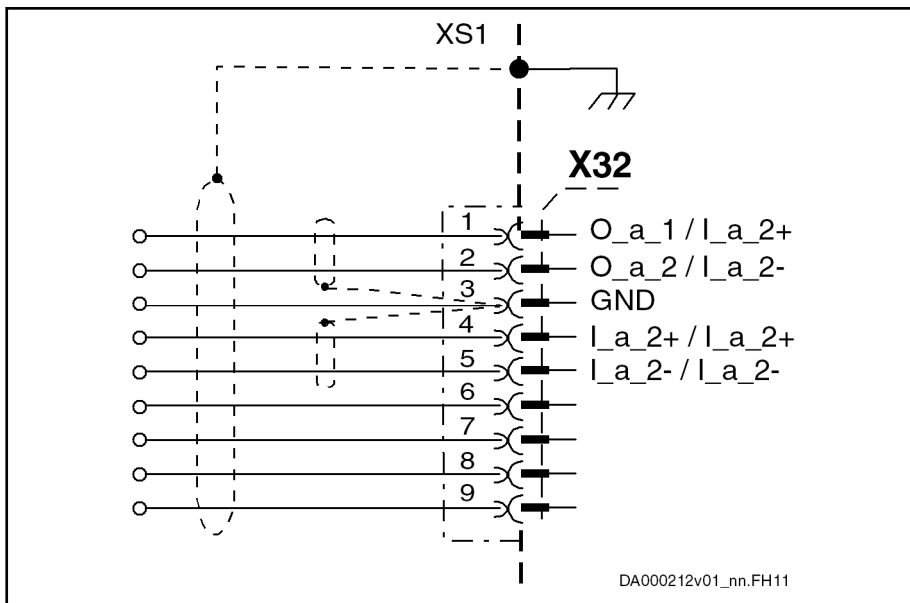 XS1
X32
1 O_a_1 / I_a_2+
2 O_a_2 / I_a_2-
3 GND
4 I_a_2+ / I_a_2+
5 I_a_2- / I_a_2-
6
7
8
9
DA000212v01_nn.FH11